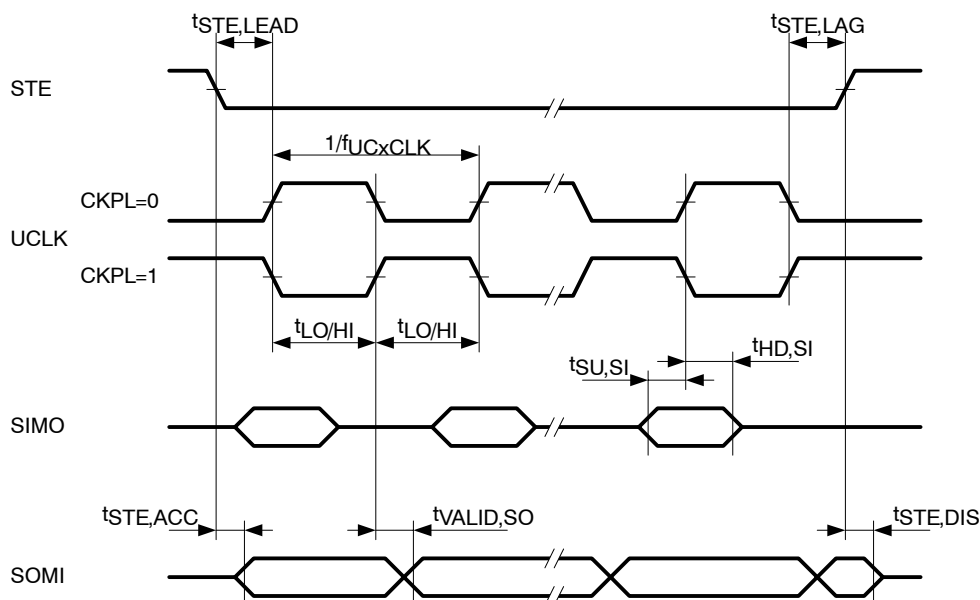 tSTE,LEAD
tSTE,LAG
STE
1/fUCxCLK
CKPL=0
UCLK
CKPL=1
tLO/HI
tLO/HI
tHD,SI
tSU,SI
SIMO
tSTE,ACC
tVALID,SO
tSTE,DIS
SOMI